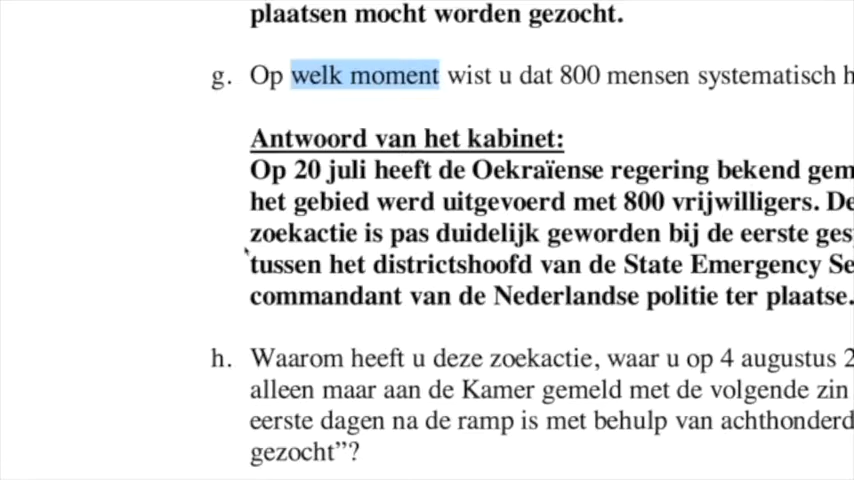 plaatsen mocht worden gezocht.
g. Op welk moment wist u dat 800 mensen systematisch h
Antwoord van het kabinet:
Op 20 juli heeft de Oekraïense regering bekend gem
het gebied werd uitgevoerd met 800 vrijwilligers. De
zoekactie is pas duidelijk geworden bij de eerste ges
tussen het districtshoofd van de State Emergency Se
commandant van de Nederlandse politie ter plaatse.
h. Waarom heeft u deze zoekactie, waar u op 4 augustus 2
alleen maar aan de Kamer gemeld met de volgende zin
eerste dagen na de ramp is met behulp van achthonderd
gezocht”?